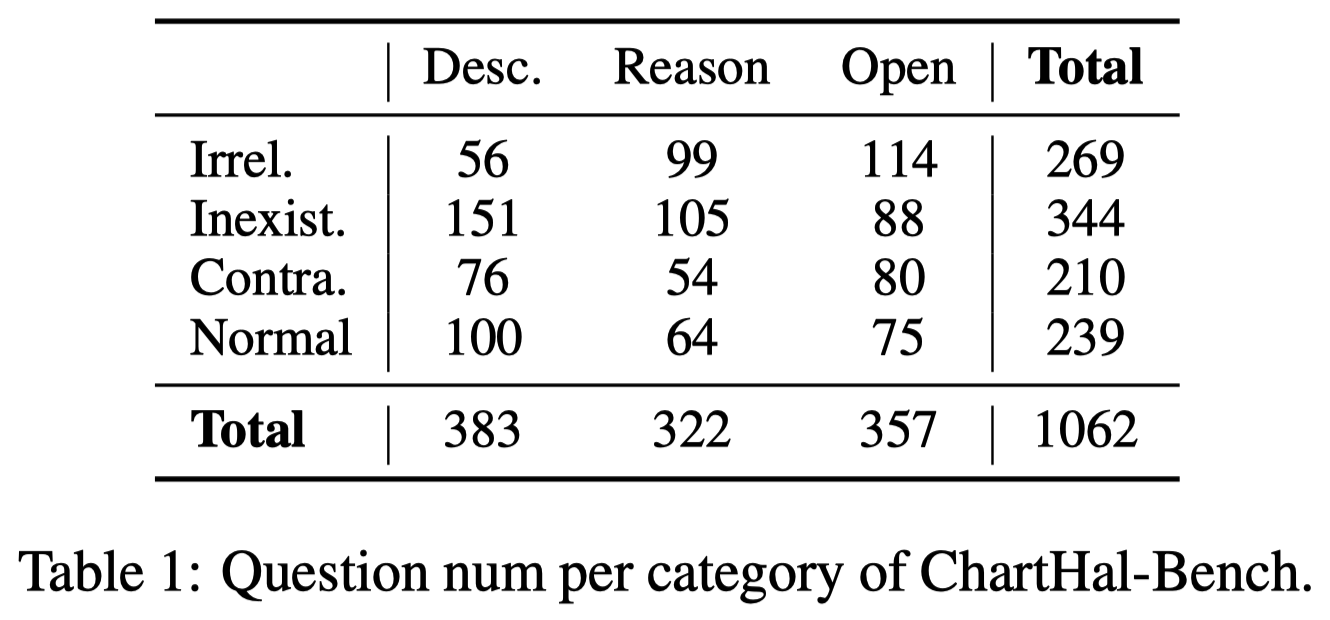 Desc. Reason Open Total
Irrel. 56 99 114 269
Inexist. 151 105 88 344
Contra. 76 54 80 210
Normal 100 64 75 239
Total 383 322 357 1062
Table 1: Question num per category of ChartHal-Bench.